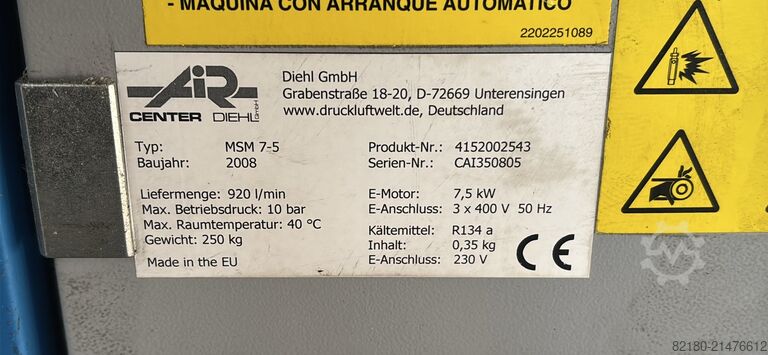 - MAQUINA CON ARRANQUE AUTOMATICO
2202251089
AIR
CENTER DIEHL GmbH
Diehl GmbH
Grabenstraße 18-20, D-72669 Unterensingen
www.druckluftwelt.de, Deutschland
Typ: MSM 7-5
Baujahr: 2008
Produkt-Nr.: 4152002543
Serien-Nr.: CAI350805
Liefermenge: 920 l/min
Max. Betriebsdruck: 10 bar
Max. Raumtemperatur: 40 °C
Gewicht: 250 kg
E-Motor: 7,5 kW
E-Anschluss: 3 x 400 V 50 Hz
Kältemittel: R134 a
Inhalt: 0,35 kg
E-Anschluss: 230 V
Made in the EU
CE
82180-21476612